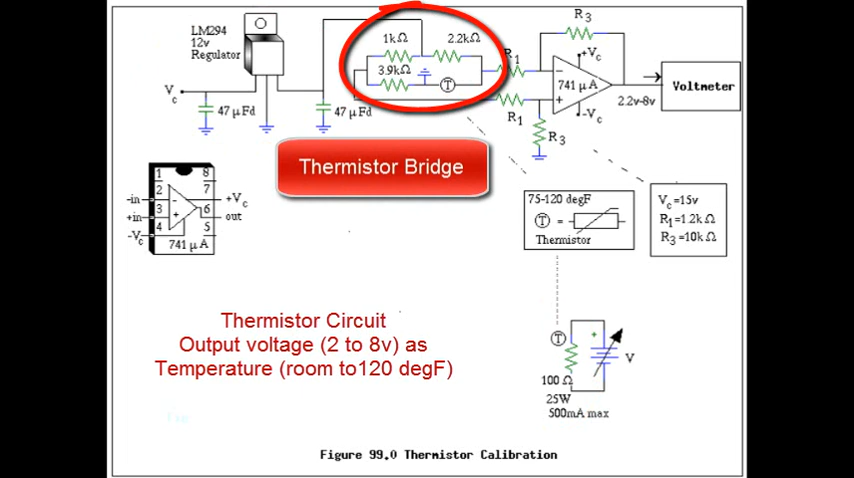 LM294
12v
Regulator
1kΩ
2.2kΩ
3.9kΩ
T
R3
R1
+Vc
741 µA
-Vc
Voltmeter
2.2v-8v
Vc
47 µFd
47 µFd
R1
R3
Thermistor Bridge
1
8
2
7
3
6
4
5
-in
+in
-Vc
+Vc
out
741 µA
75-120 degF
T =
Thermistor
Vc=15v
R1=1.2kΩ
R3=10kΩ
Thermistor Circuit
Output voltage (2 to 8v) as
Temperature (room to120 degF)
T
+
V
100 Ω
25W
500mA max
Figure 99.0 Thermistor Calibration